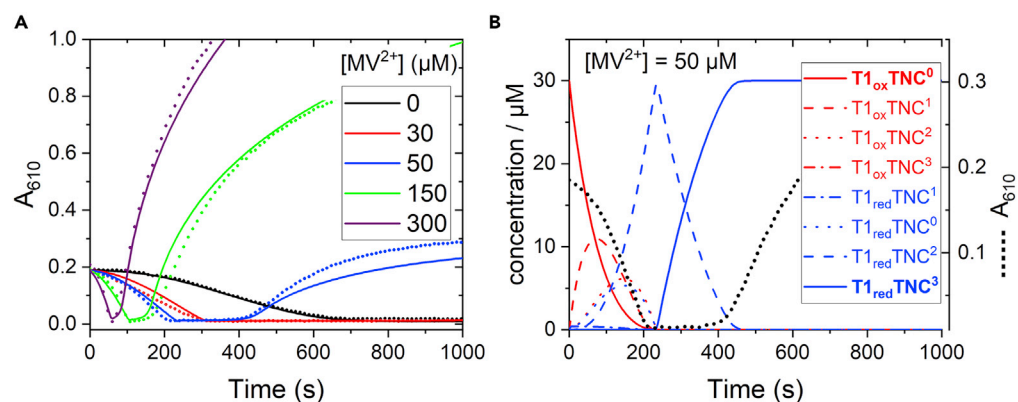 A
1.0
0.8
0.6
0.4
0.2
0.0
A₆₁₀
[MV²⁺] (µM)
0
30
50
150
300
0 200 400 600 800 1000
Time (s)
B
[MV²⁺] = 50 µM
30
20
10
0
concentration / µM
T1ₒₓTNC⁰
T1ₒₓTNC¹
T1ₒₓTNC²
T1ₒₓTNC³
T1redTNC¹
T1redTNC⁰
T1redTNC²
T1redTNC³
0.3
0.2
0.1
A₆₁₀
0 200 400 600 800 1000
Time (s)